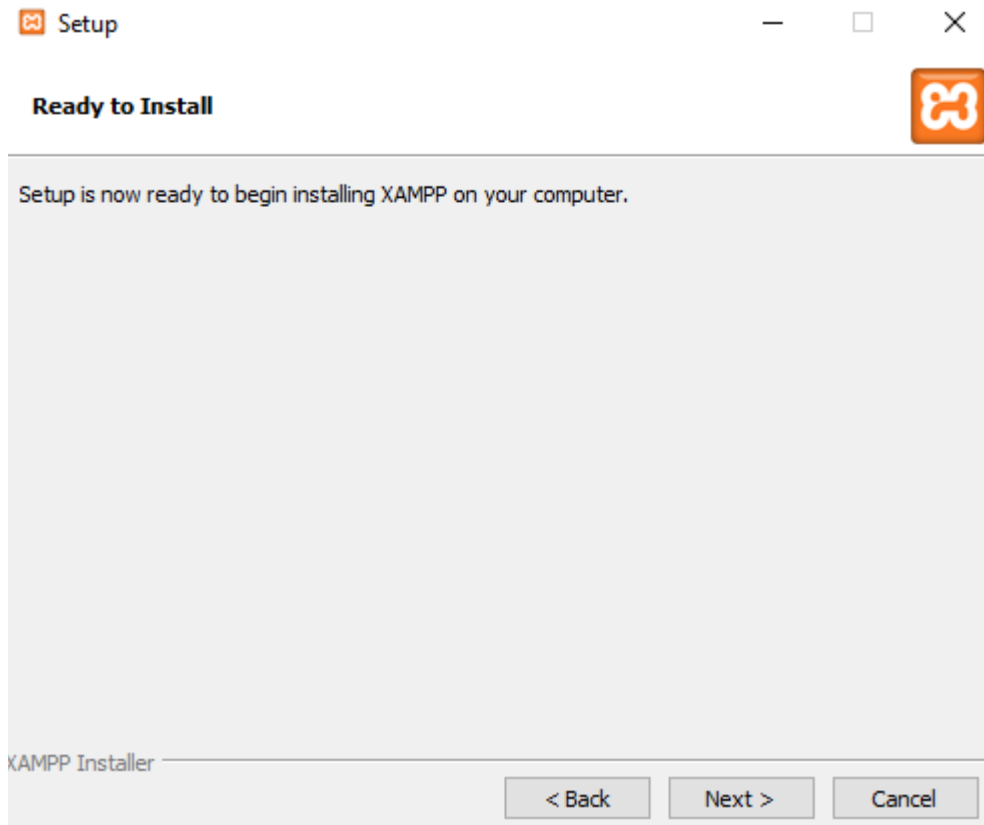 Setup
Ready to Install
Setup is now ready to begin installing XAMPP on your computer.
XAMPP Installer
< Back Next > Cancel